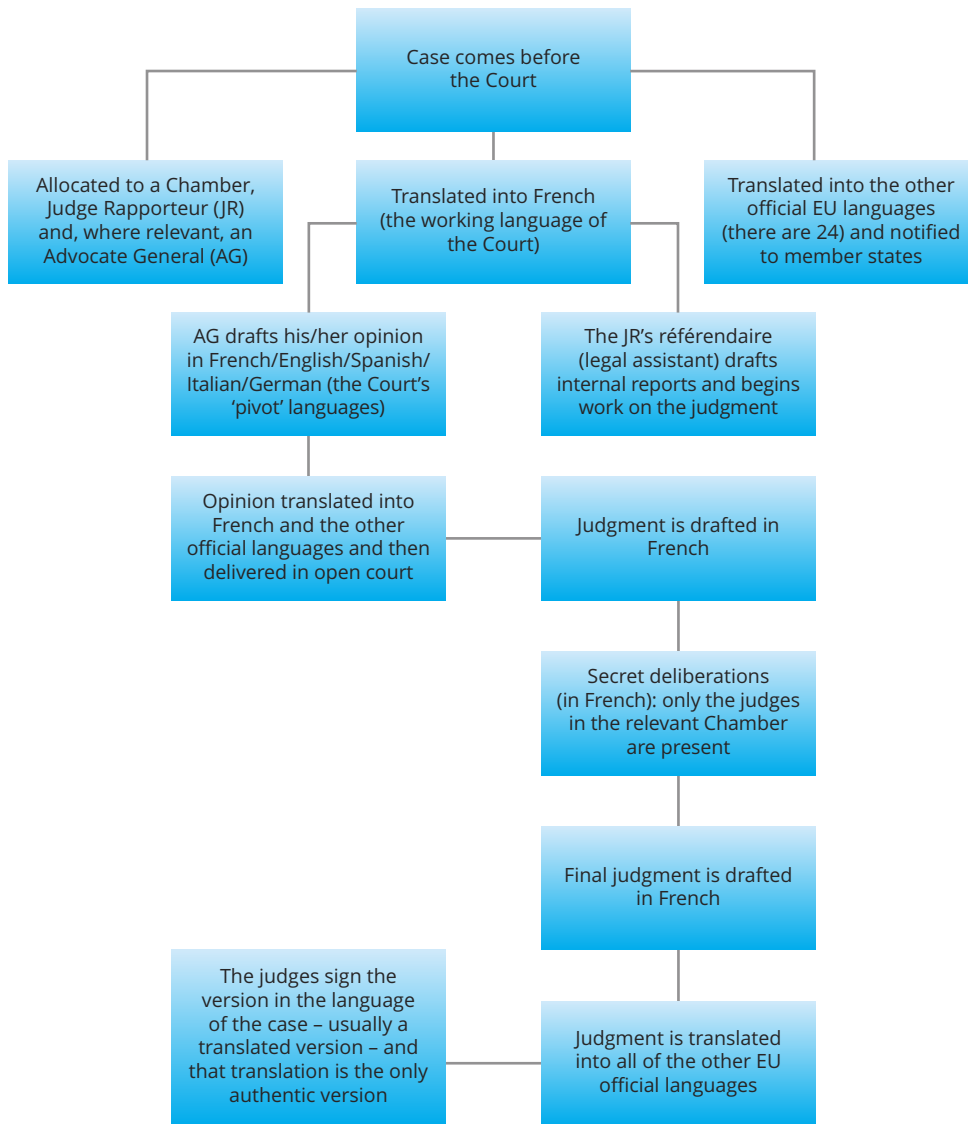 Case comes before
the Court
Allocated to a Chamber,
Judge Rapporteur (JR)
and, where relevant, an
Advocate General (AG)
Translated into French
(the working language of
the Court)
Translated into the other
official EU languages
(there are 24) and notified
to member states
AG drafts his/her opinion
in French/English/Spanish/
Italian/German (the Court's
‘pivot’ languages)
The JR's référendaire
(legal assistant) drafts
internal reports and begins
work on the judgment
Opinion translated into
French and the other
official languages and then
delivered in open court
Judgment is drafted in
French
Secret deliberations
(in French): only the judges
in the relevant Chamber
are present
Final judgment is drafted
in French
The judges sign the
version in the language
of the case – usually a
translated version – and
that translation is the only
authentic version
Judgment is translated
into all of the other EU
official languages